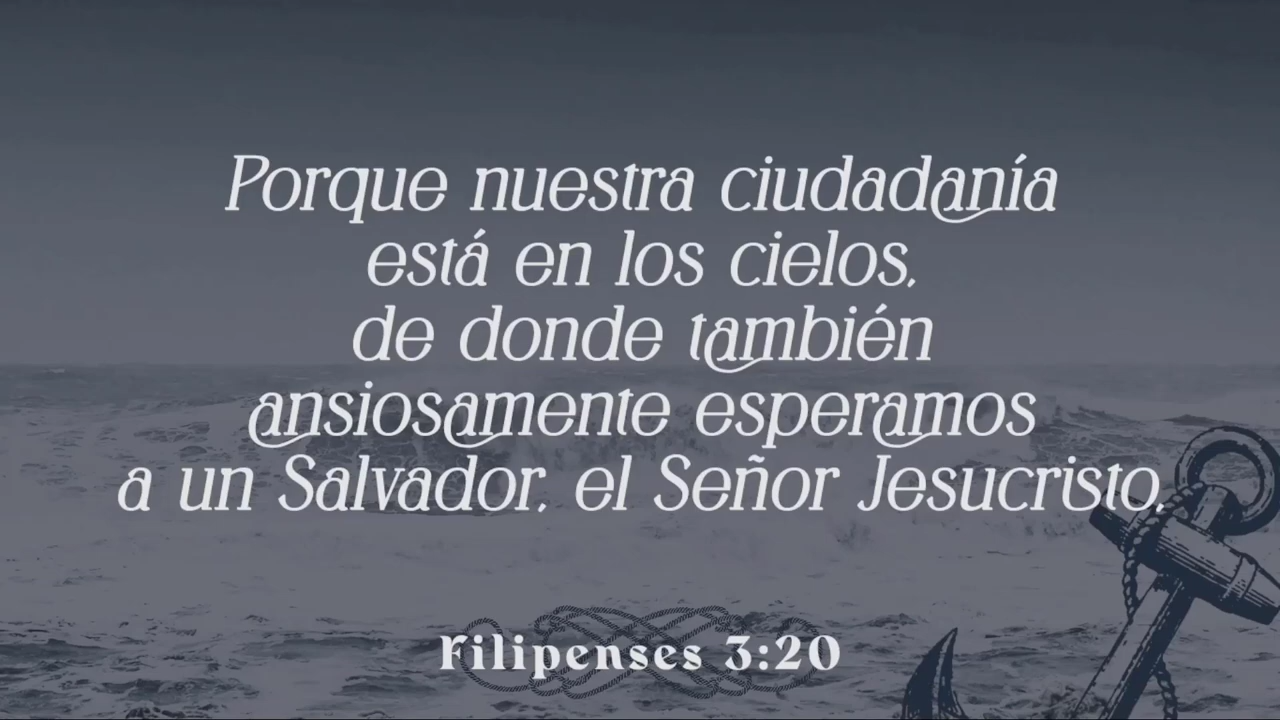 Porque nuestra ciudadanía
está en los cielos,
de donde también
ansiosamente esperamos
a un Salvador, el Señor Jesucristo,
Filipenses 3:20